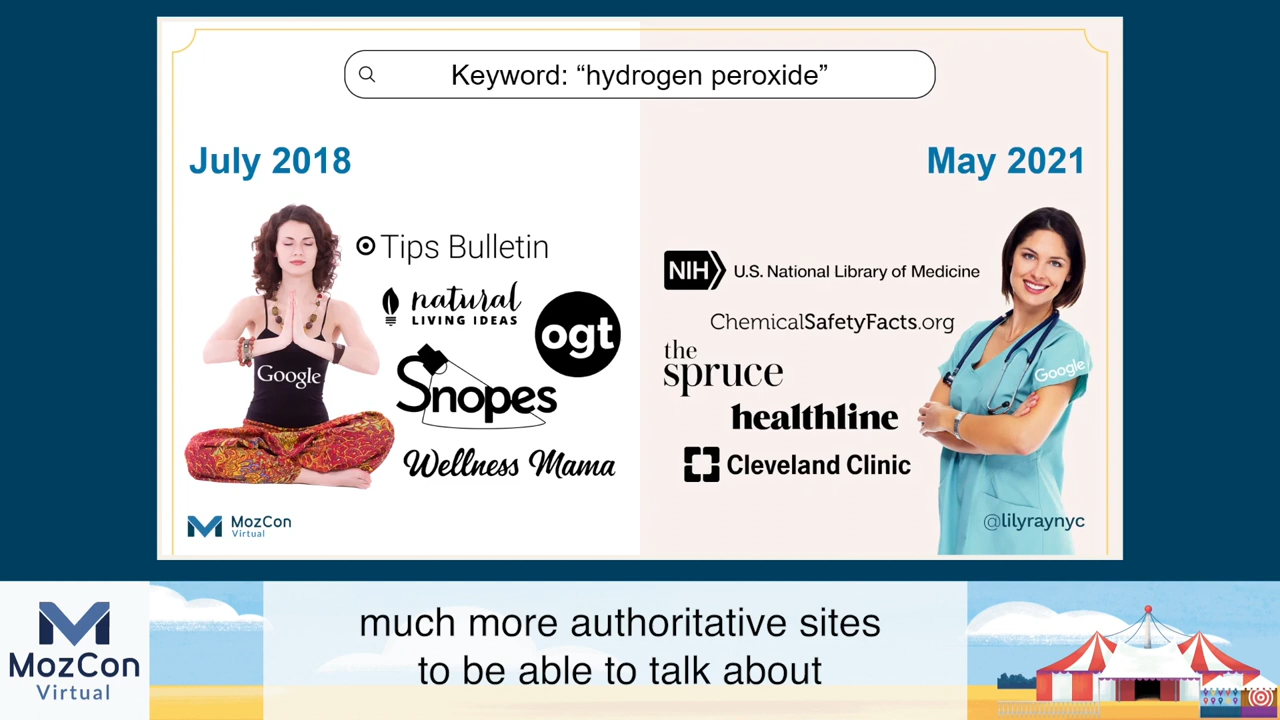 Keyword: “hydrogen peroxide”
July 2018
May 2021
Tips Bulletin
natural
LIVING IDEAS
ogt
Snopes
Wellness Mama
Google
MozCon
Virtual
NIH U.S. National Library of Medicine
ChemicalSafetyFacts.org
the
spruce
healthline
Cleveland Clinic
Google
@lilyraynyc
MozCon
Virtual
much more authoritative sites
to be able to talk about